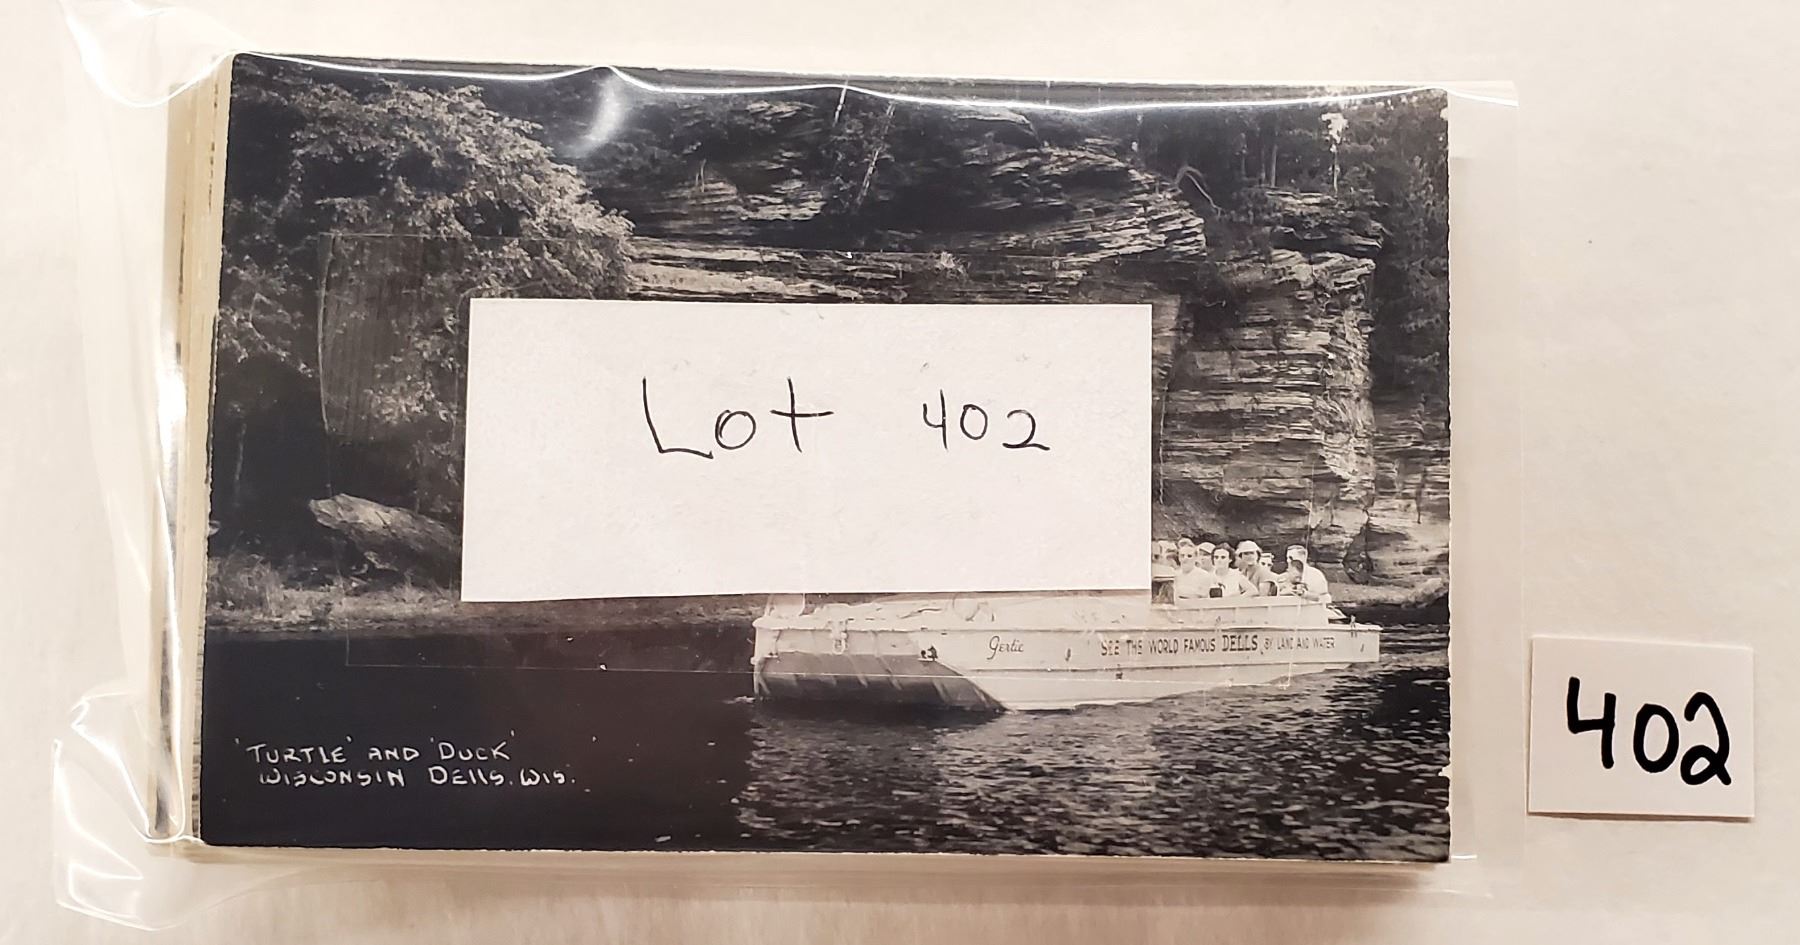 Lot 402
Gertie SEE THE WORLD FAMOUS DELLS BY LAND AND WATER
'TURTLE' AND 'DUCK'
WISCONSIN DELLS. WIS.
402